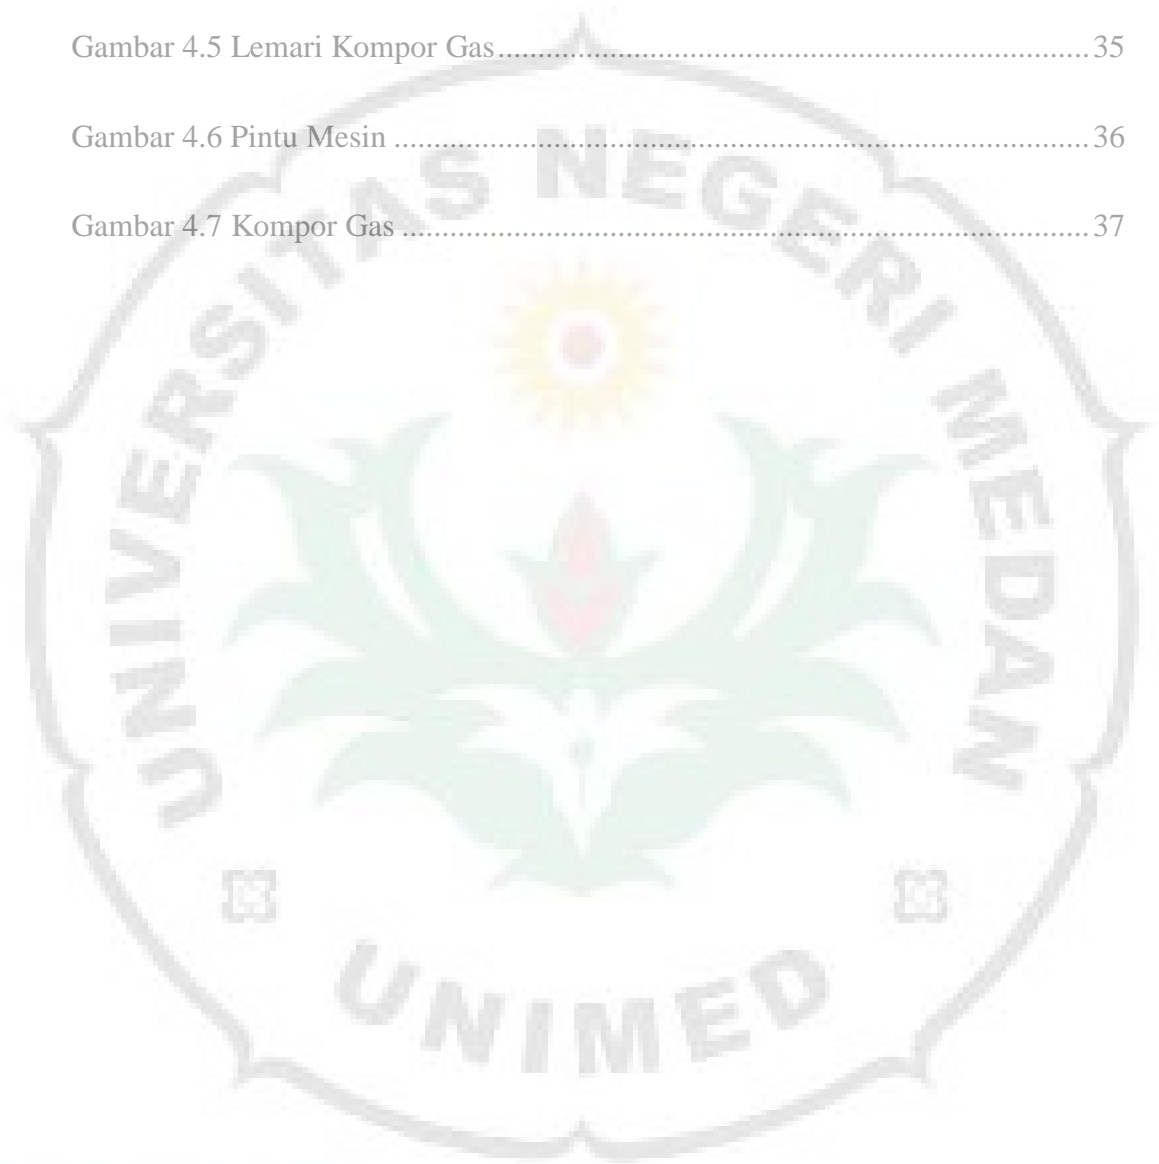 Gambar 4.5 Lemari Kompor Gas.......................................................................... 35
Gambar 4.6 Pintu Mesin ....................................................................................... 36
Gambar 4.7 Kompor Gas ...................................................................................... 37
UNIVERSITAS NEGERI MEDAN
UNIMED